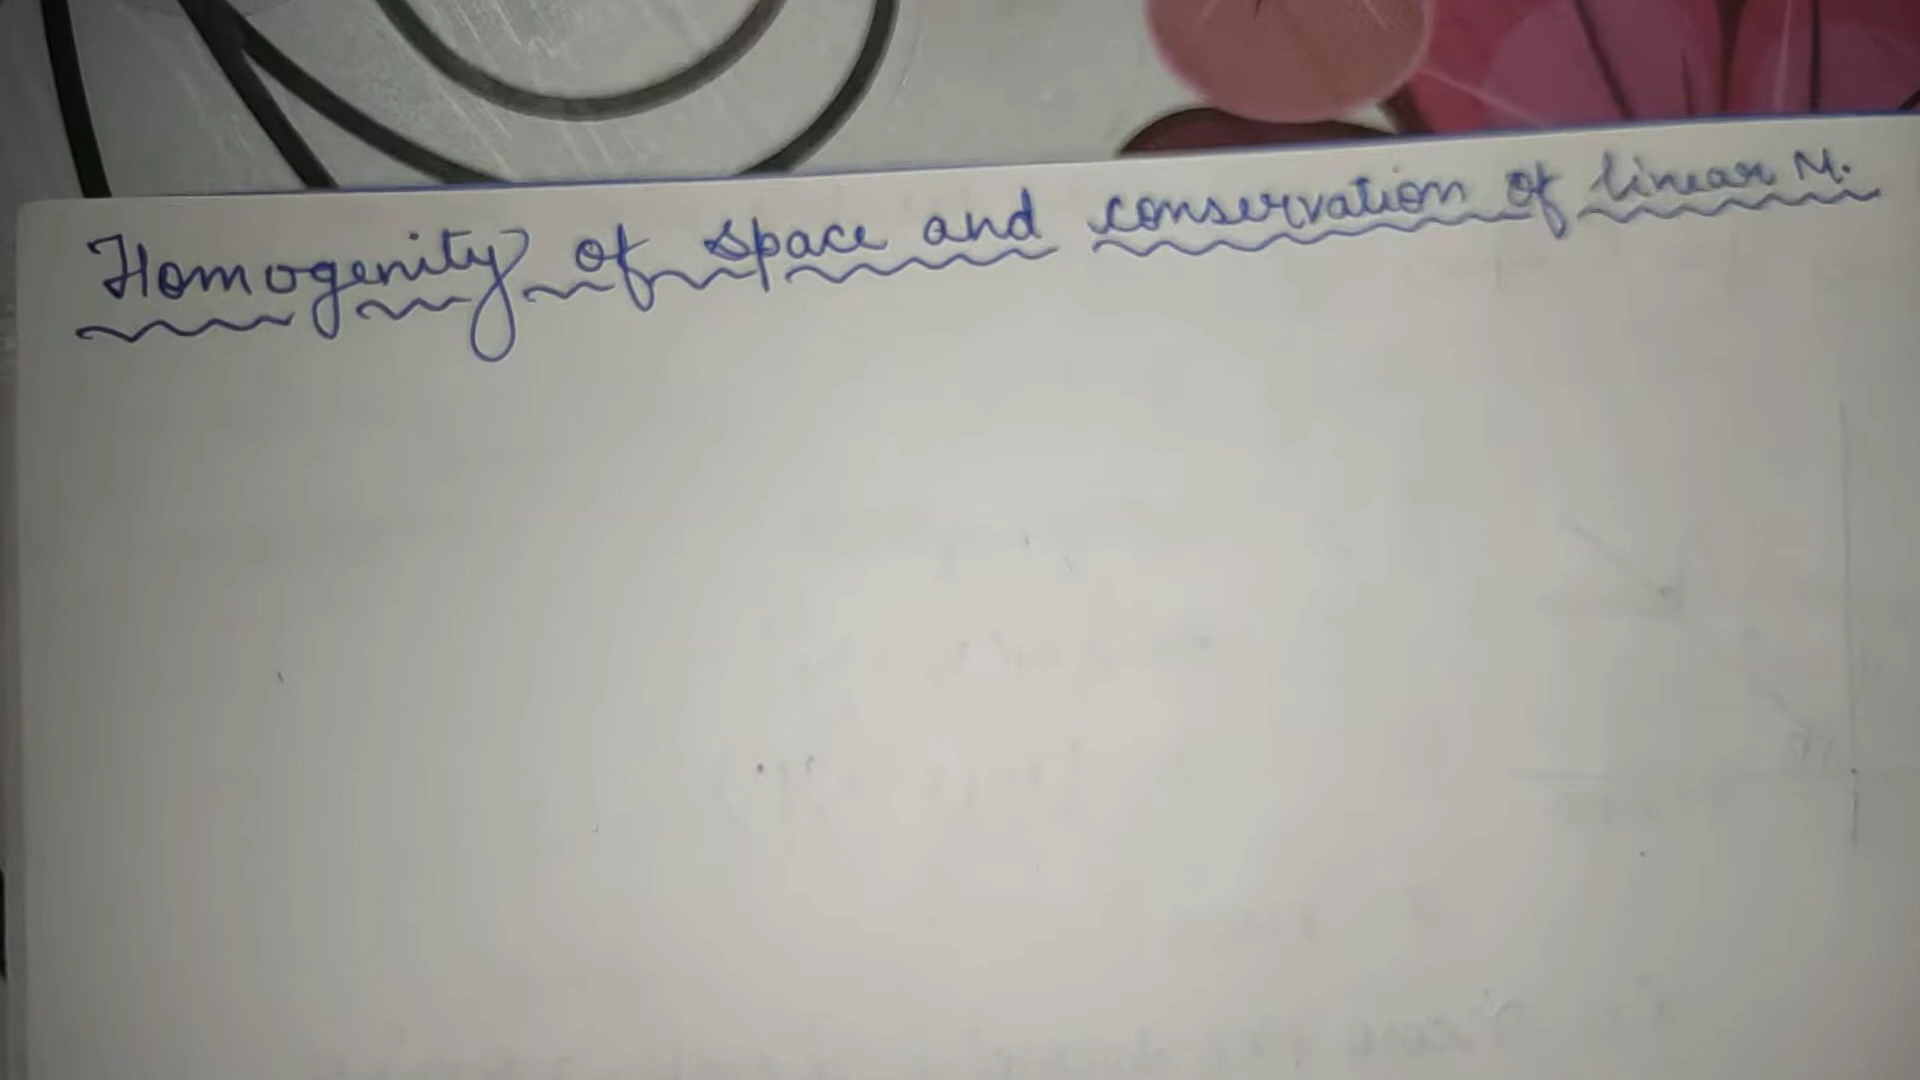 Homogenity of space and conservation of linear M.